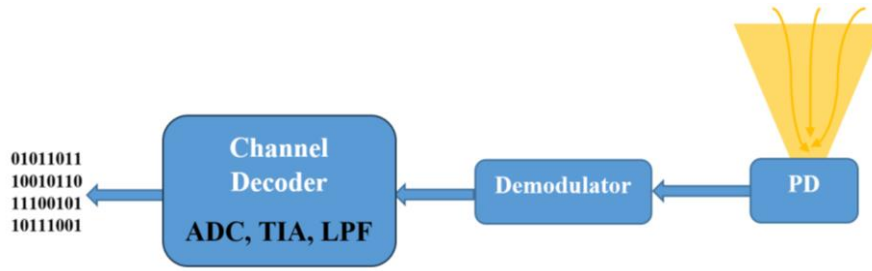 01011011
10010110
11100101
10111001
Channel
Decoder
ADC, TIA, LPF
Demodulator
PD